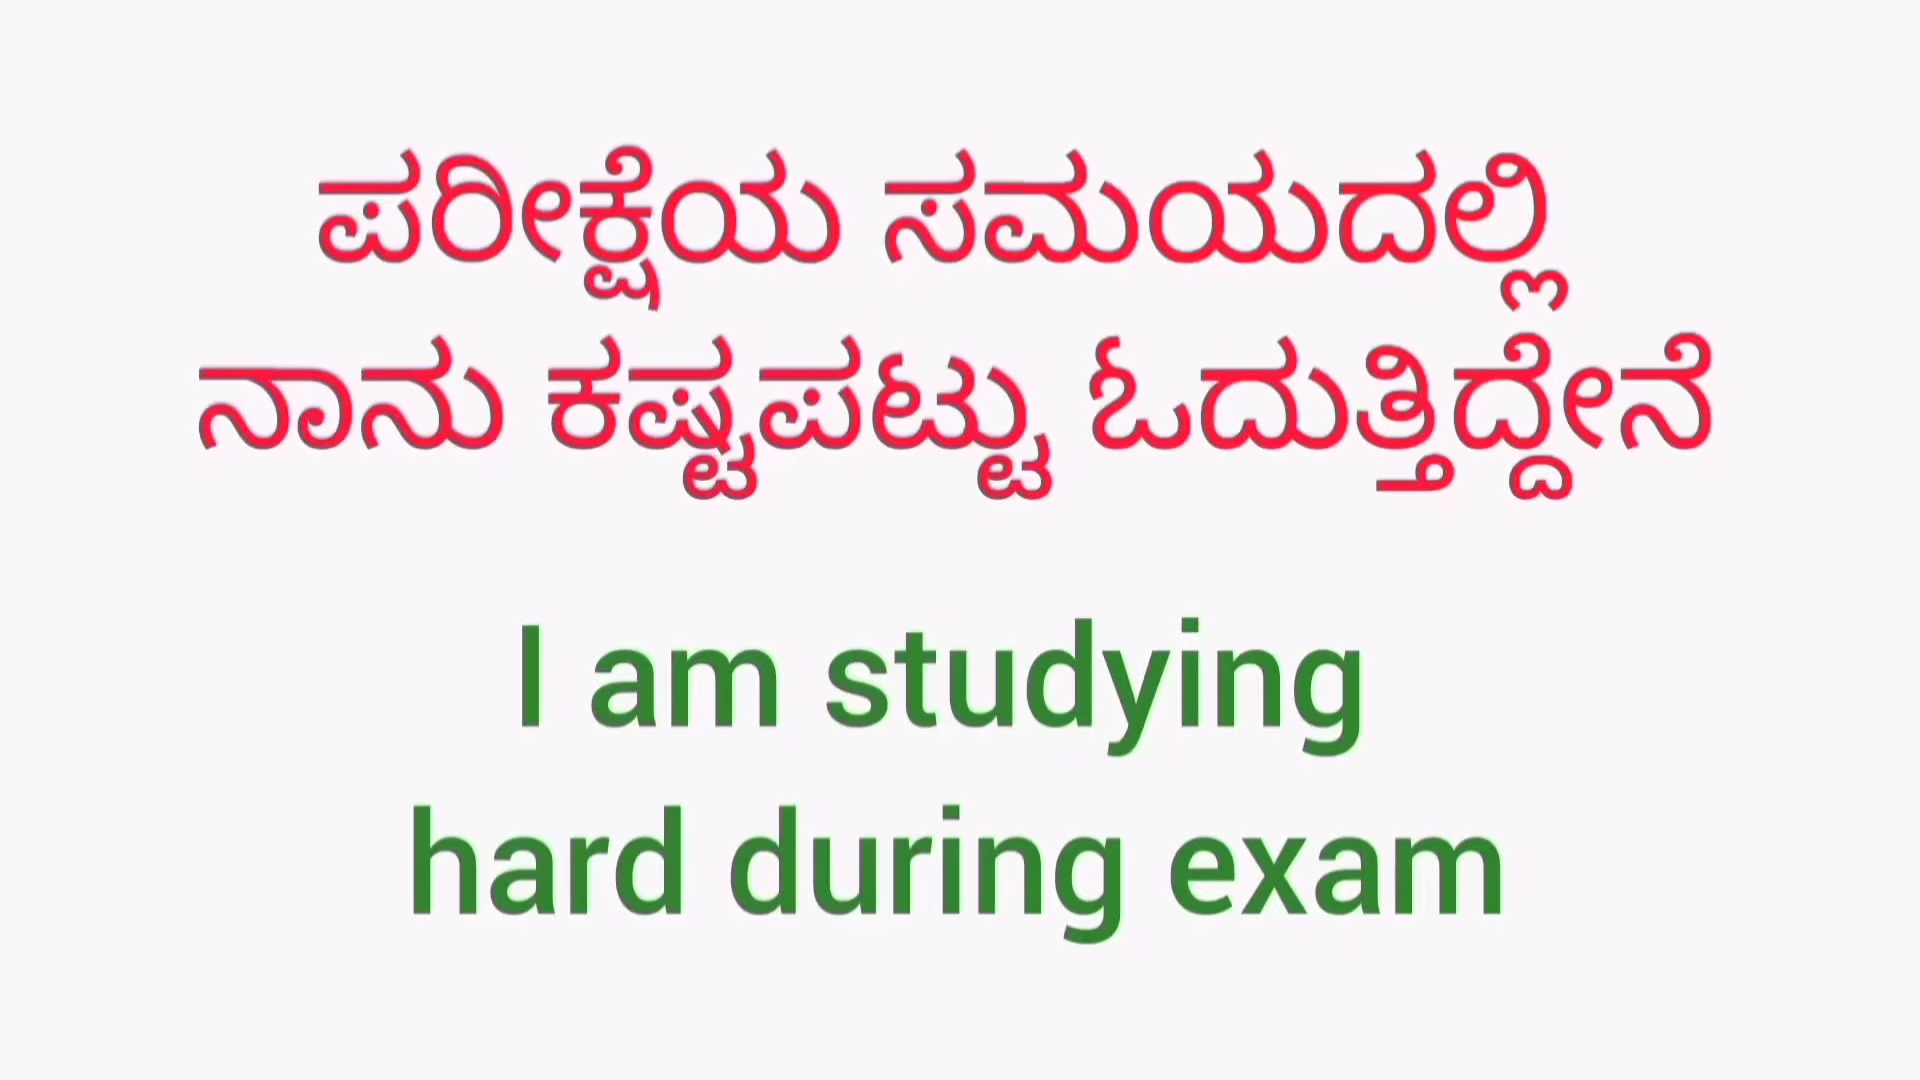 ಪರೀಕ್ಷೆಯ ಸಮಯದಲ್ಲಿ
ನಾನು ಕಷ್ಟಪಟ್ಟು ಓದುತ್ತಿದ್ದೇನೆ
I am studying
hard during exam